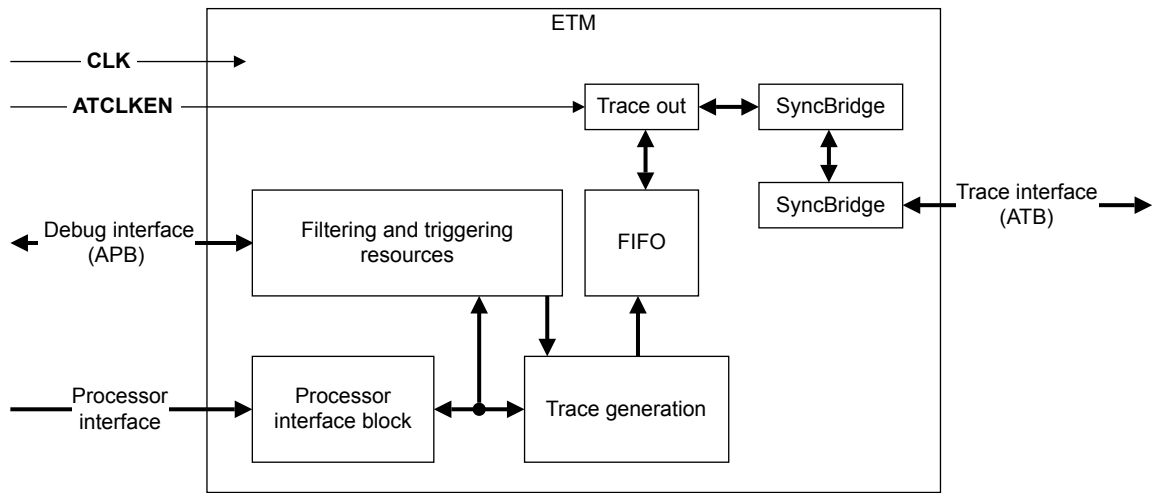 ETM
CLK
ATCLKEN
Trace out
SyncBridge
SyncBridge
Trace interface
(ATB)
Debug interface
(APB)
Filtering and triggering
resources
FIFO
Processor
interface
Processor
interface block
Trace generation